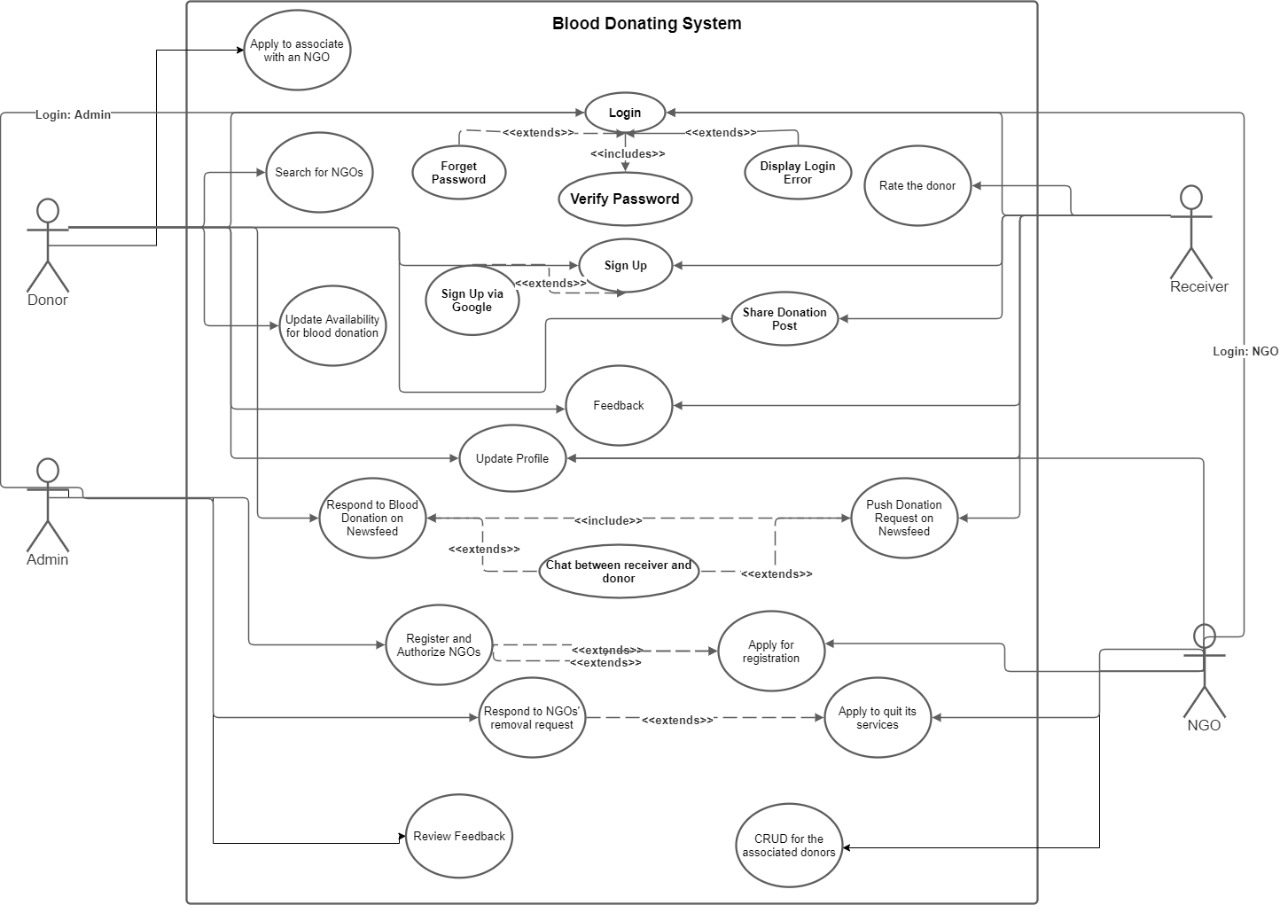 Blood Donating System
Apply to associate
with an NGO
Login: Admin
Login
<<extends>>
<<extends>>
<<includes>>
Forget
Password
Display Login
Error
Search for NGOs
Verify Password
Rate the donor
Donor
Receiver
Sign Up
<<extends>>
Sign Up via
Google
Update Availability
for blood donation
Share Donation
Post
Login: NGO
Feedback
Update Profile
Admin
Respond to Blood
Donation on
Newsfeed
<<include>>
Push Donation
Request on
Newsfeed
<<extends>>
Chat between receiver and
donor
<<extends>>
Register and
Authorize NGOs
<<extends>>
<<extends>>
Apply for
registration
Respond to NGOs'
removal request
<<extends>>
Apply to quit its
services
NGO
Review Feedback
CRUD for the
associated donors